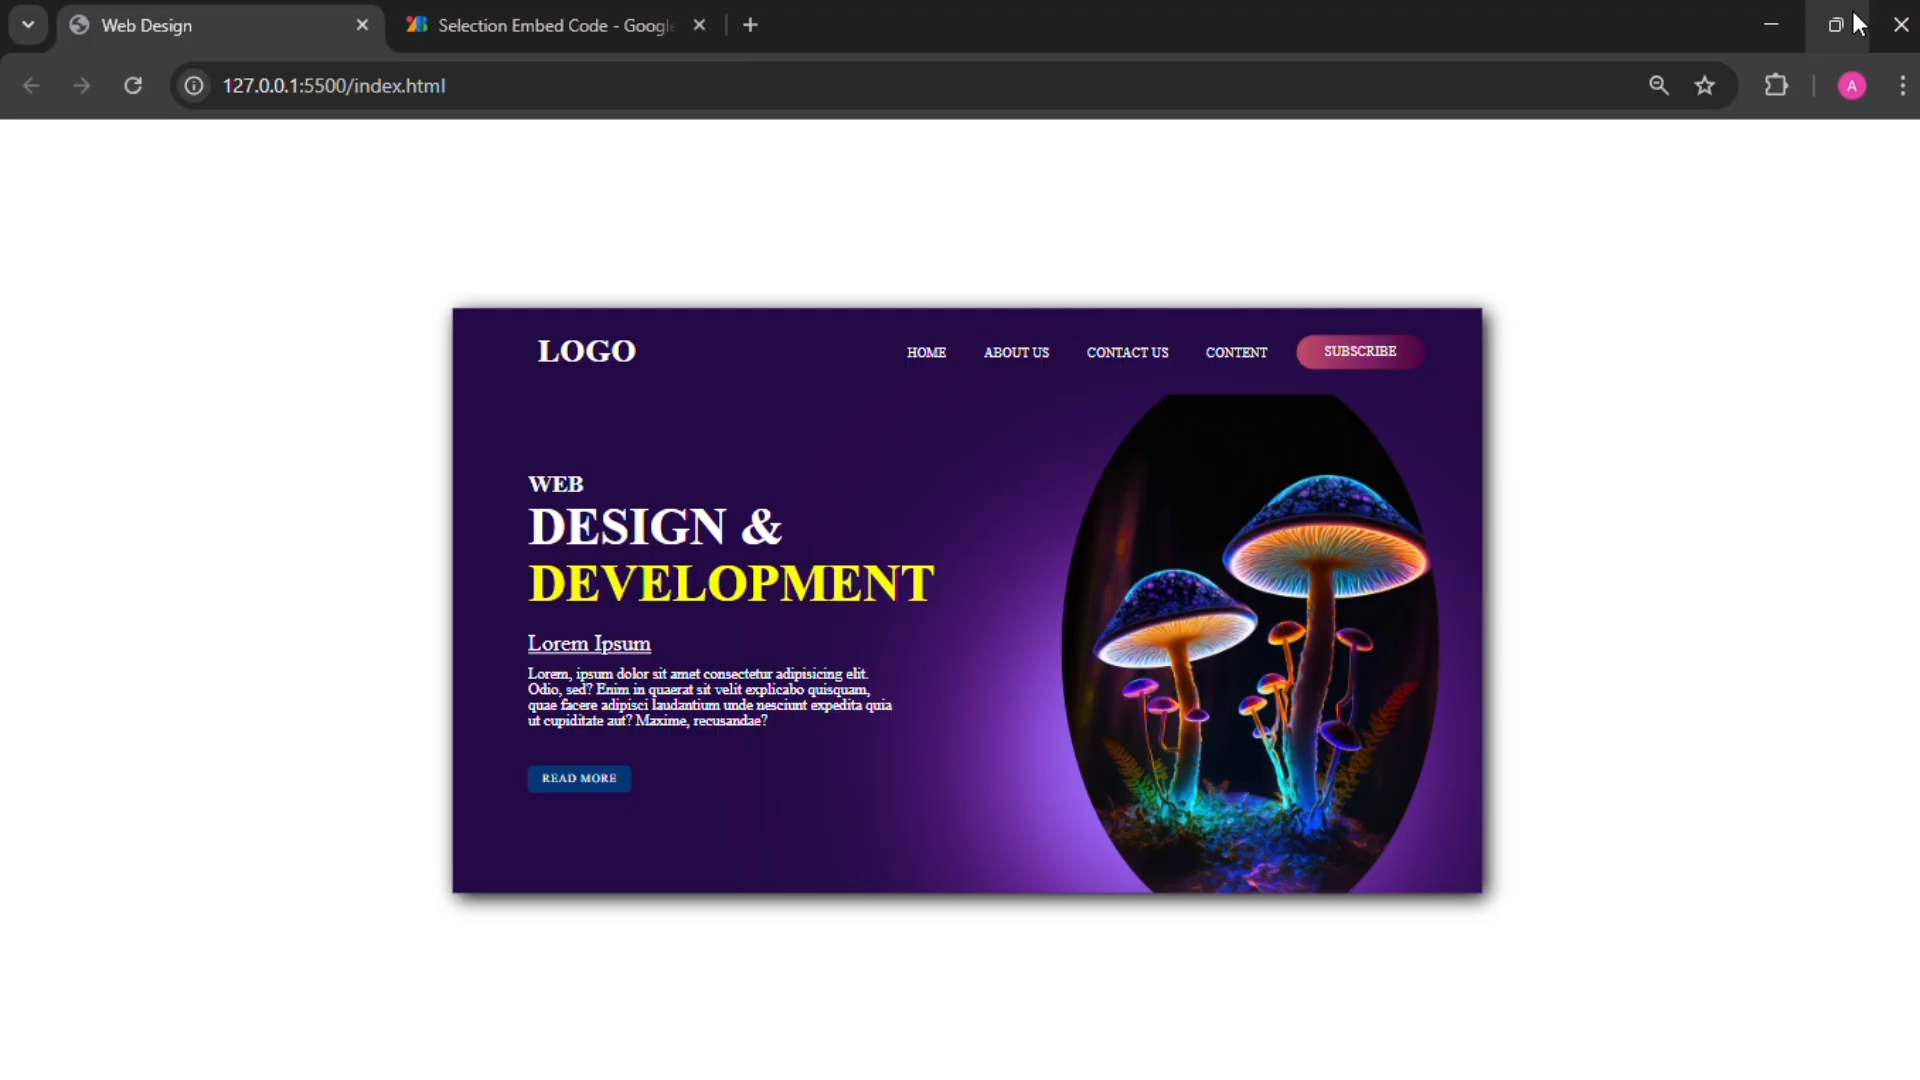 Web Design
Selection Embed Code - Google
127.0.0.1:5500/index.html
A
LOGO
HOME
ABOUT US
CONTACT US
CONTENT
SUBSCRIBE
WEB
DESIGN &
DEVELOPMENT
Lorem Ipsum
Lorem, ipsum dolor sit amet consectetur adipisicing elit.
Odio, sed? Enim in quaerat sit velit explicabo quisquam,
quae facere adipisci laudantium unde nesciunt expedita quia
ut cupiditate aut? Maxime, recusandae?
READ MORE